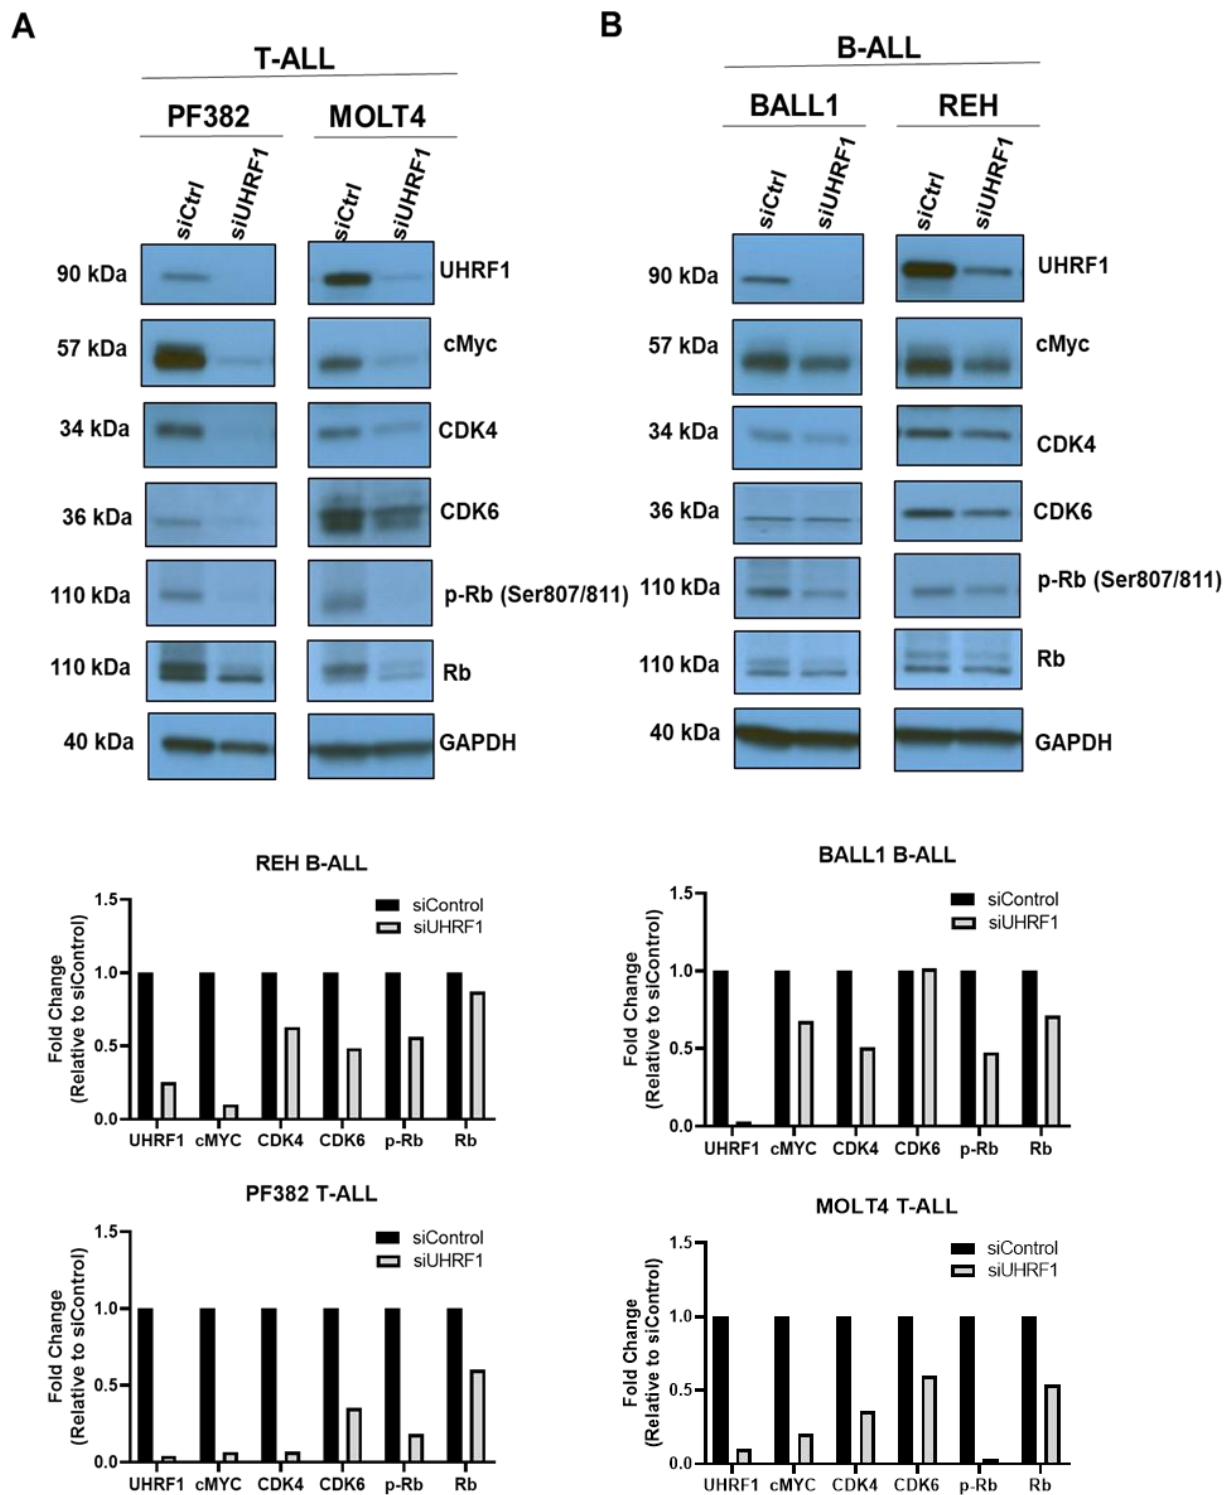 A
T-ALL
PF382
MOLT4
siCtrl
siUHRF1
siCtrl
siUHRF1
90 kDa
UHRF1
57 kDa
cMyc
34 kDa
CDK4
36 kDa
CDK6
110 kDa
p-Rb (Ser807/811)
110 kDa
Rb
40 kDa
GAPDH
B
B-ALL
BALL1
REH
siCtrl
siUHRF1
siCtrl
siUHRF1
90 kDa
UHRF1
57 kDa
cMyc
34 kDa
CDK4
36 kDa
CDK6
110 kDa
p-Rb (Ser807/811)
110 kDa
Rb
40 kDa
GAPDH
REH B-ALL
siControl
siUHRF1
Fold Change
(Relative to siControl)
1.5
1.0
0.5
0.0
UHRF1 cMYC CDK4 CDK6 p-Rb Rb
BALL1 B-ALL
siControl
siUHRF1
Fold Change
(Relative to siControl)
1.5
1.0
0.5
0.0
UHRF1 cMYC CDK4 CDK6 p-Rb Rb
PF382 T-ALL
siControl
siUHRF1
Fold Change
(Relative to siControl)
1.5
1.0
0.5
0.0
UHRF1 cMYC CDK4 CDK6 p-Rb Rb
MOLT4 T-ALL
siControl
siUHRF1
Fold Change
(Relative to siControl)
1.5
1.0
0.5
0.0
UHRF1 cMYC CDK4 CDK6 p-Rb Rb